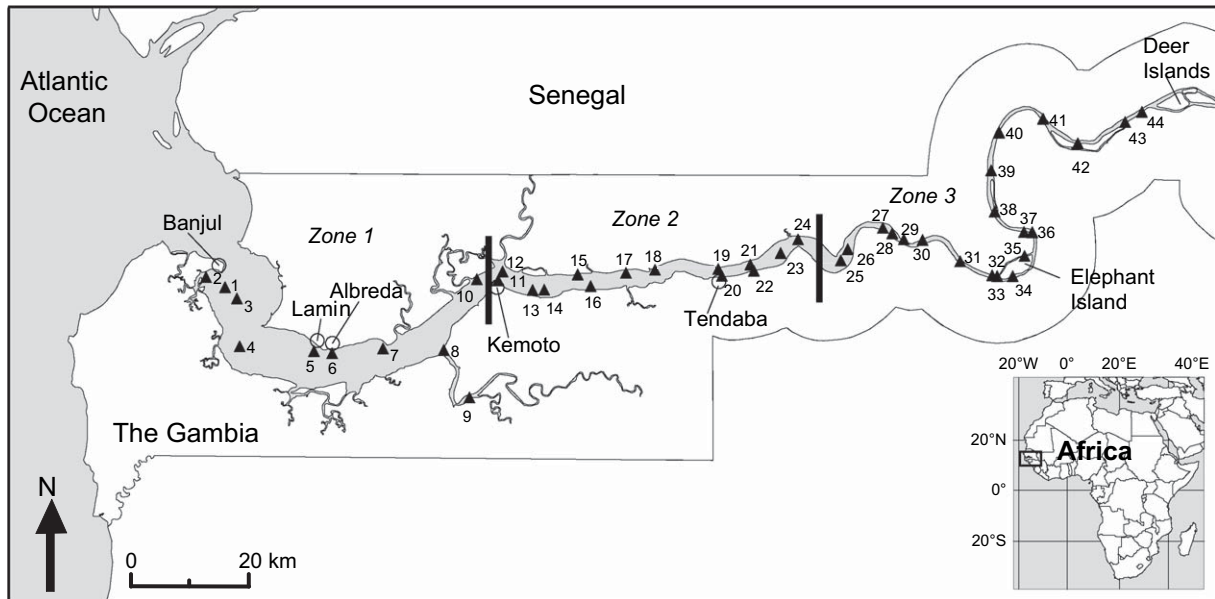 Atlantic
Ocean
Senegal
Deer
Islands
Banjul
Zone 1
Zone 2
Zone 3
Lamin
Albreda
Kemoto
Tendaba
Elephant
Island
The Gambia
1
2
3
4
5
6
7
8
9
10
11
12
13
14
15
16
17
18
19
20
21
22
23
24
25
26
27
28
29
30
31
32
33
34
35
36
37
38
39
40
41
42
43
44
N
0
20 km
20°W
0°
20°E
40°E
20°N
0°
20°S
Africa